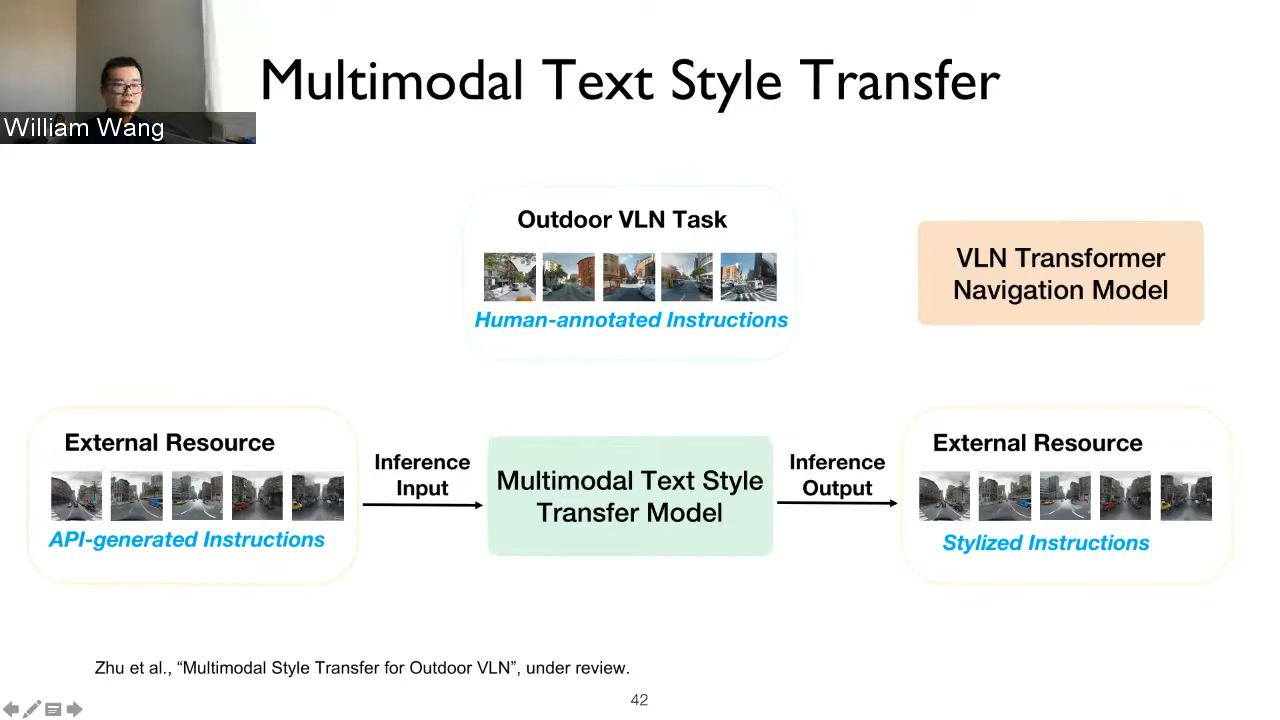 Multimodal Text Style Transfer
William Wang
Outdoor VLN Task
Human-annotated Instructions
VLN Transformer
Navigation Model
External Resource
API-generated Instructions
Inference
Input
Multimodal Text Style
Transfer Model
Inference
Output
External Resource
Stylized Instructions
Zhu et al., “Multimodal Style Transfer for Outdoor VLN”, under review.
42